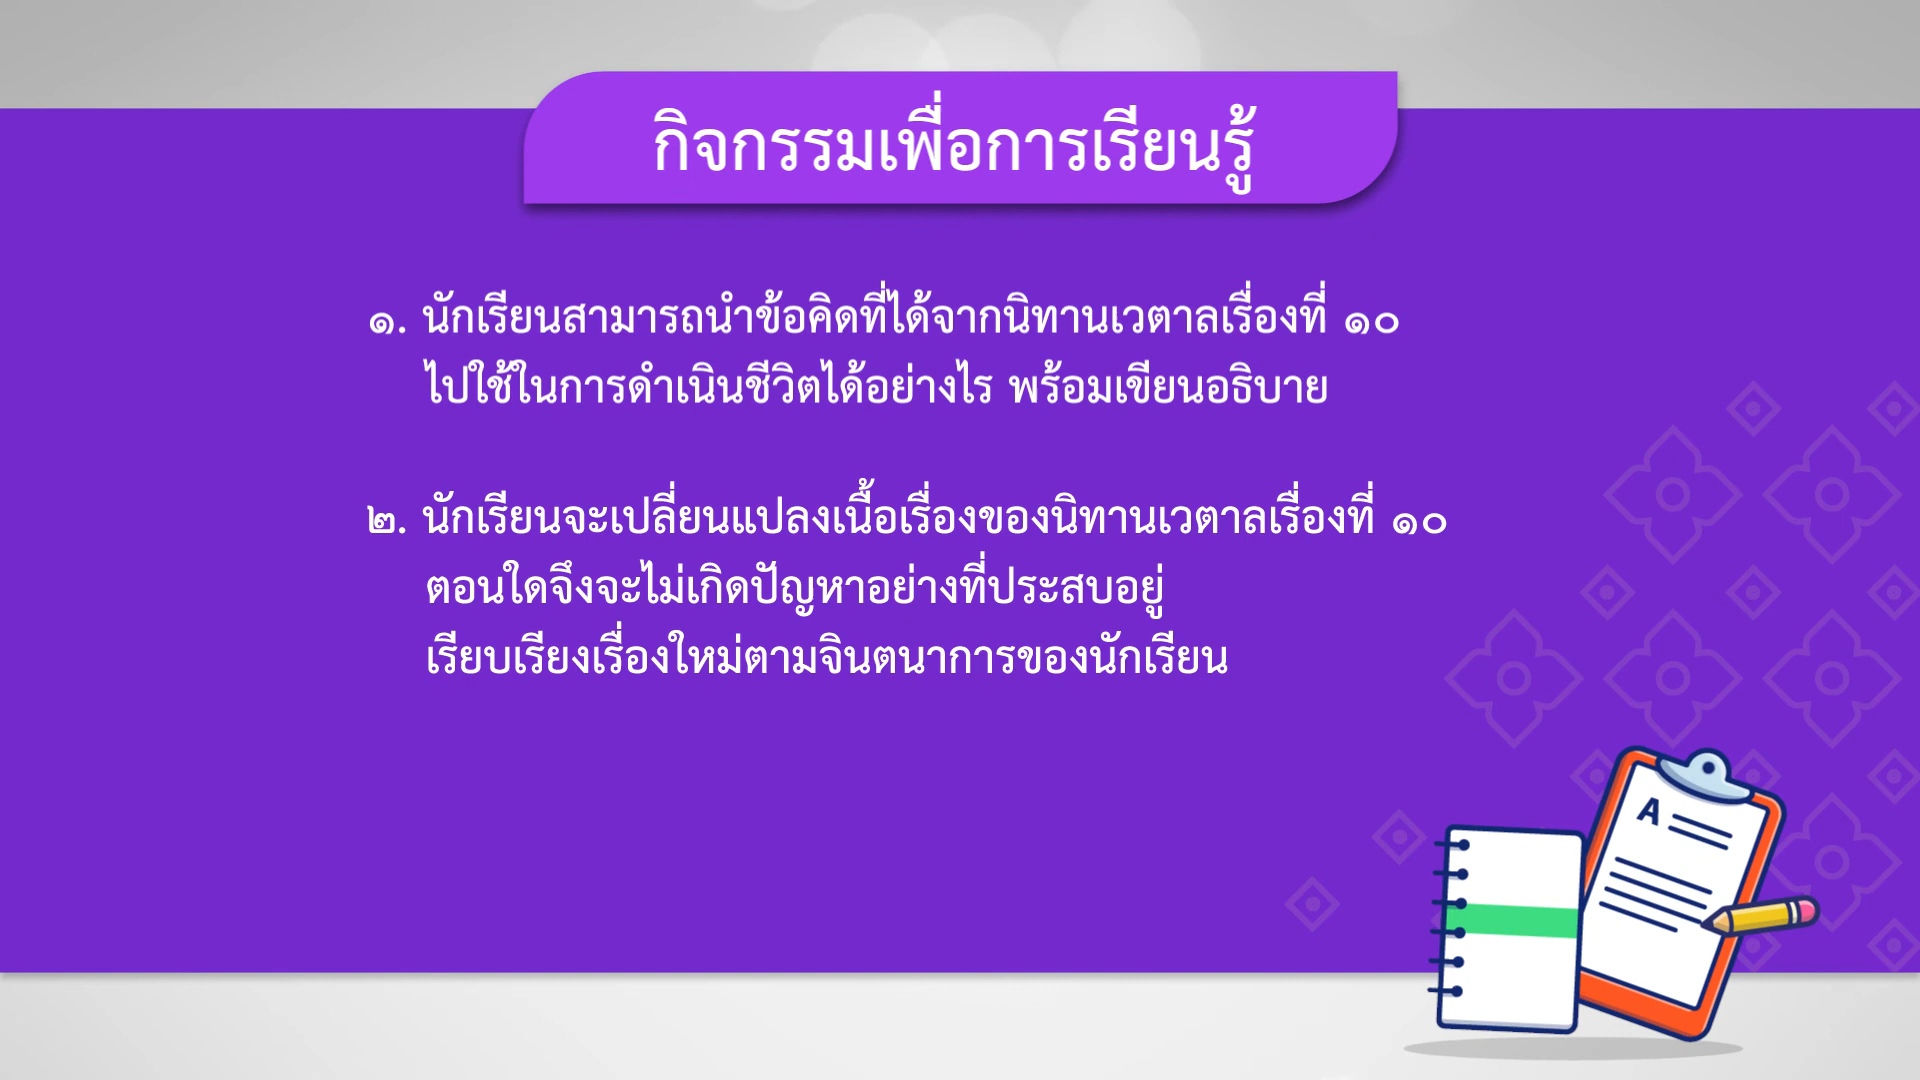 กิจกรรมเพื่อการเรียนรู้
๑. นักเรียนสามารถนำข้อคิดที่ได้จากนิทานเวตาลเรื่องที่ ๑๐
ไปใช้ในการดำเนินชีวิตได้อย่างไร พร้อมเขียนอธิบาย
๒. นักเรียนจะเปลี่ยนแปลงเนื้อเรื่องของนิทานเวตาลเรื่องที่ ๑๐
ตอนใดจึงจะไม่เกิดปัญหาอย่างที่ประสบอยู่
เรียบเรียงเรื่องใหม่ตามจินตนาการของนักเรียน
A